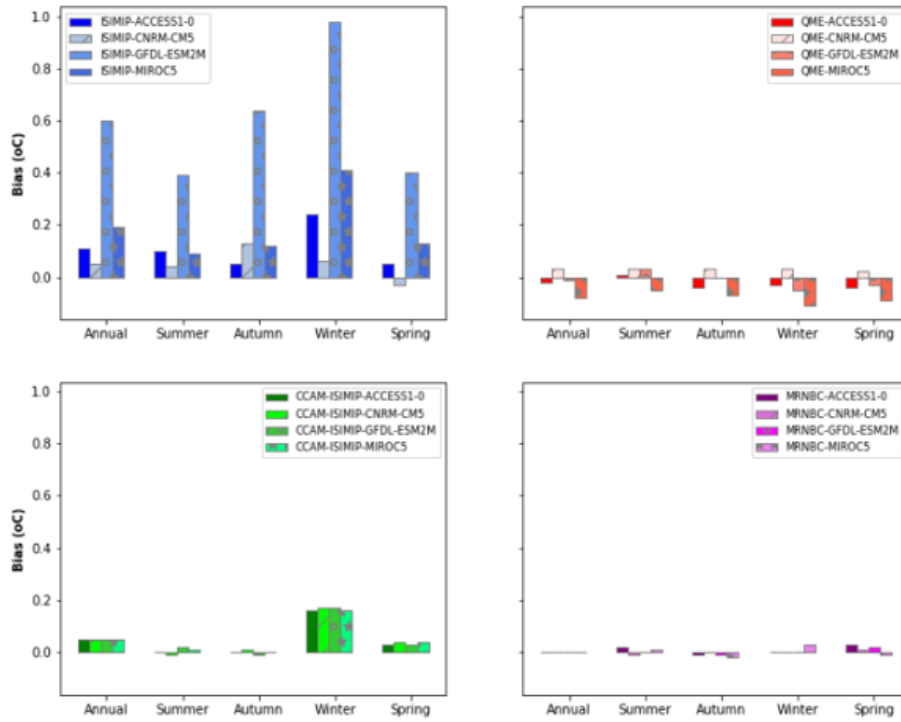 1.0
0.8
0.6
0.4
0.2
0.0
Bias (oC)
ISIMIP-ACCESS1-0
ISIMIP-CNRM-CM5
ISIMIP-GFDL-ESM2M
ISIMIP-MIROC5
Annual Summer Autumn Winter Spring
QME-ACCESS1-0
QME-CNRM-CM5
QME-GFDL-ESM2M
QME-MIROC5
Annual Summer Autumn Winter Spring
1.0
0.8
0.6
0.4
0.2
0.0
Bias (oC)
CCAM-ISIMIP-ACCESS1-0
CCAM-ISIMIP-CNRM-CM5
CCAM-ISIMIP-GFDL-ESM2M
CCAM-ISIMIP-MIROC5
Annual Summer Autumn Winter Spring
MRNBC-ACCESS1-0
MRNBC-CNRM-CM5
MRNBC-GFDL-ESM2M
MRNBC-MIROC5
Annual Summer Autumn Winter Spring